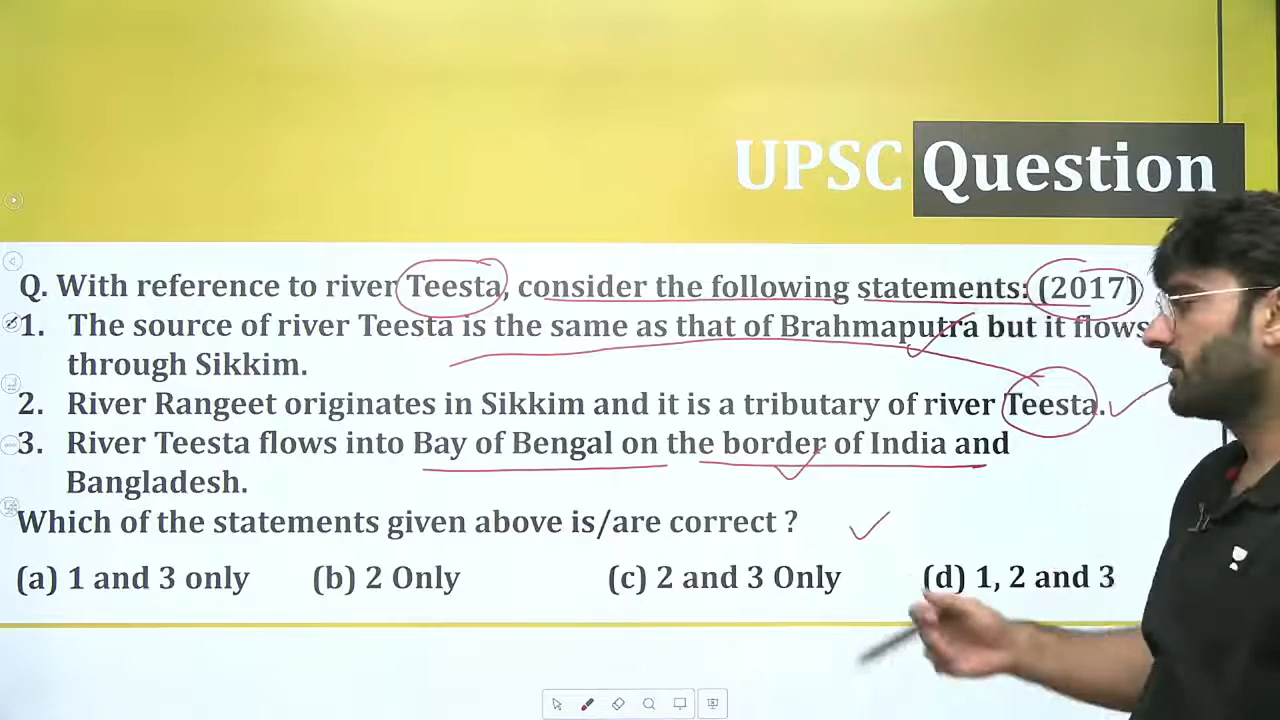 UPSC Question
Q. With reference to river Teesta, consider the following statements: (2017)
1. The source of river Teesta is the same as that of Brahmaputra but it flows
through Sikkim.
2. River Rangeet originates in Sikkim and it is a tributary of river Teesta.
3. River Teesta flows into Bay of Bengal on the border of India and
Bangladesh.
Which of the statements given above is/are correct ?
(a) 1 and 3 only (b) 2 Only (c) 2 and 3 Only (d) 1, 2 and 3